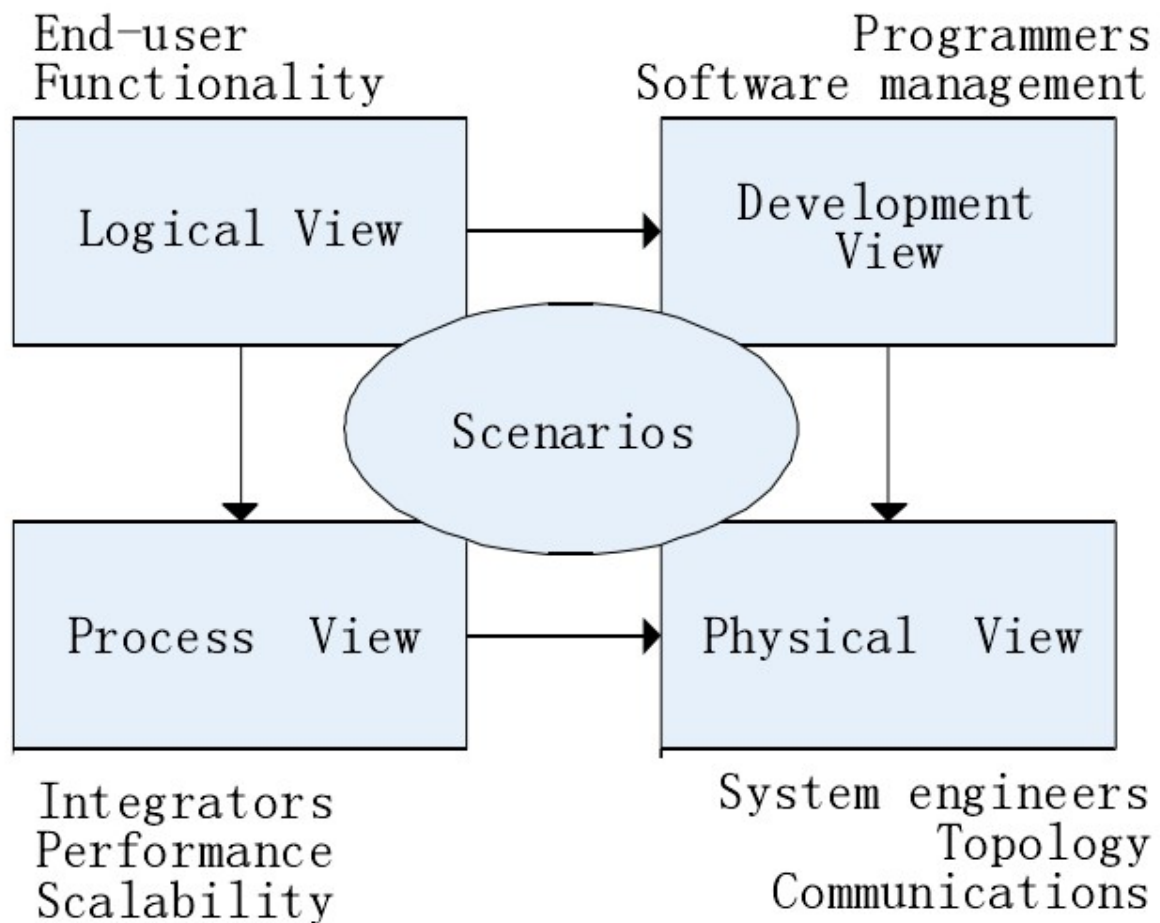 End-user
Functionality
Programmers
Software management
Logical View
Development
View
Scenarios
Process View
Physical View
Integrators
Performance
Scalability
System engineers
Topology
Communications